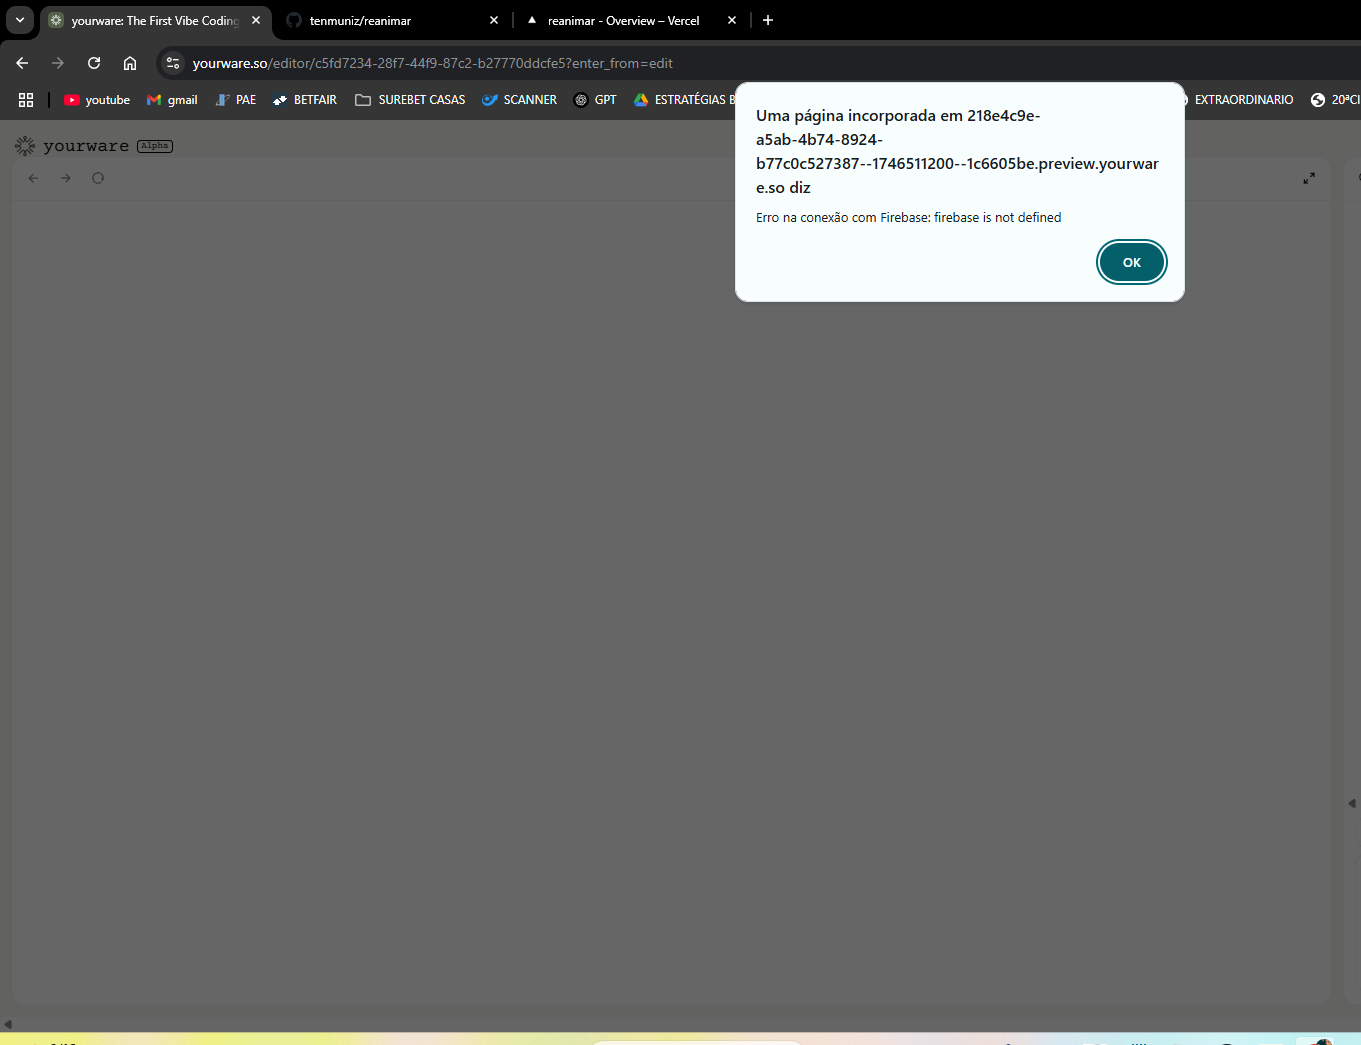 yourware: The First Vibe Coding
tenmuniz/reanimar
reanimar - Overview – Vercel
yourware.so/editor/c5fd7234-28f7-44f9-87c2-b27770ddcfe5?enter_from=edit
youtube
gmail
PAE
BETFAIR
SUREBET CASAS
SCANNER
GPT
ESTRATÉGIAS B
EXTRAORDINARIO
20ªCI
yourware Alpha
Uma página incorporada em 218e4c9e-
a5ab-4b74-8924-
b77c0c527387--1746511200--1c6605be.preview.yourwar
e.so diz
Erro na conexão com Firebase: firebase is not defined
OK